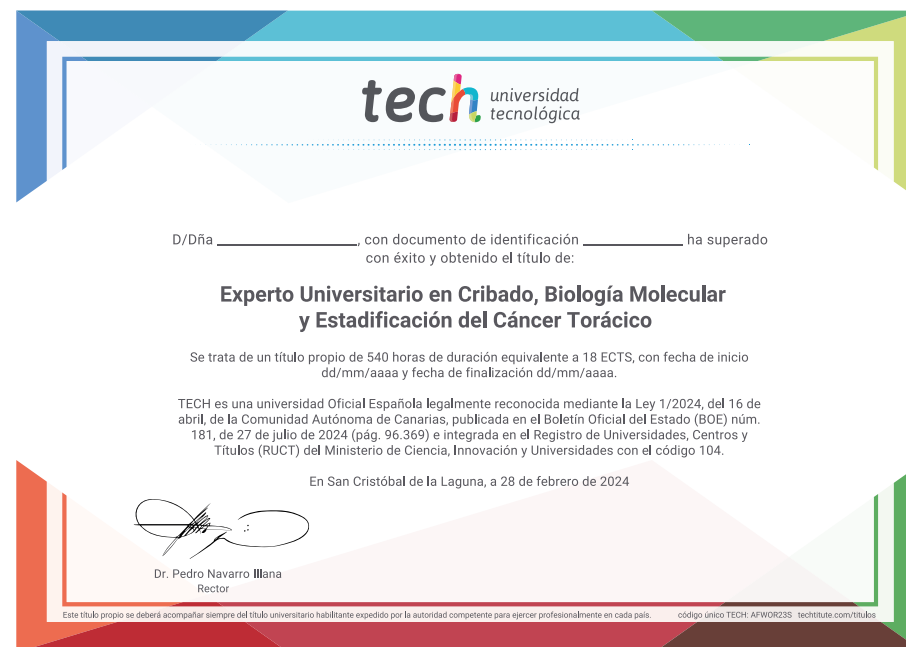 tech universidad
tecnológica
D/Dña ____________, con documento de identificación ____________ ha superado
con éxito y obtenido el título de:
Experto Universitario en Cribado, Biología Molecular
y Estadificación del Cáncer Torácico
Se trata de un título propio de 540 horas de duración equivalente a 18 ECTS, con fecha de inicio
dd/mm/aaaa y fecha de finalización dd/mm/aaaa.
TECH es una universidad Oficial Española legalmente reconocida mediante la Ley 1/2024, del 16 de
abril, de la Comunidad Autónoma de Canarias, publicada en el Boletín Oficial del Estado (BOE) núm.
181, de 27 de julio de 2024 (pág. 96.369) e integrada en el Registro de Universidades, Centros y
Títulos (RUCT) del Ministerio de Ciencia, Innovación y Universidades con el código 104.
En San Cristóbal de la Laguna, a 28 de febrero de 2024
Dr. Pedro Navarro Illana
Rector
Este título propio se deberá acompañar siempre del título universitario habilitante expedido por la autoridad competente para ejercer profesionalmente en cada país. código único TECH: AFWOR23S techtitute.com/titulos